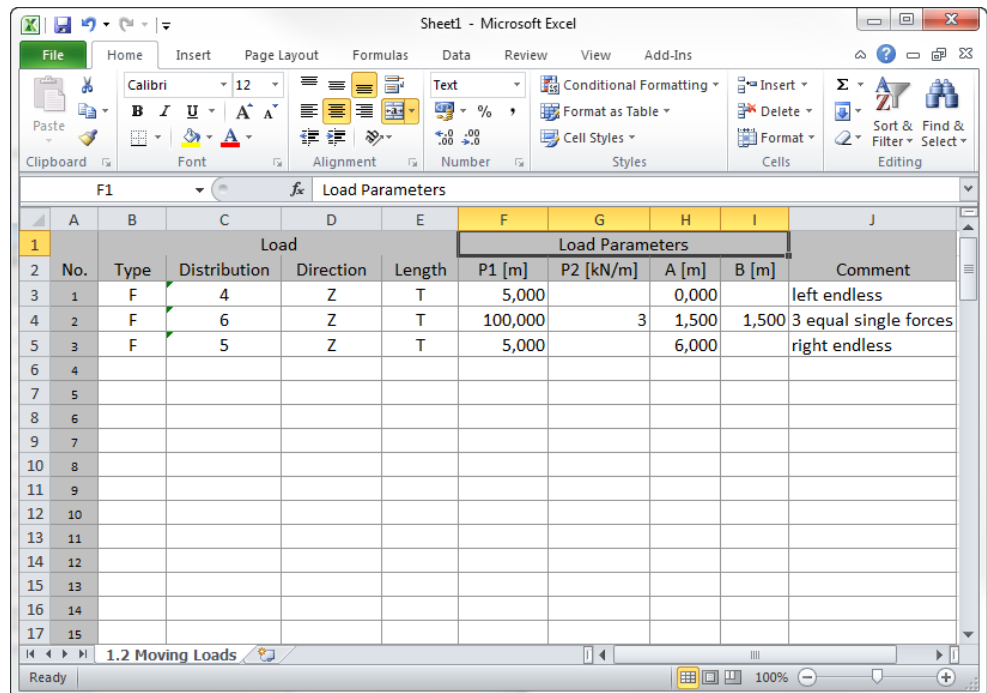 Sheet1 - Microsoft Excel
File Home Insert Page Layout Formulas Data Review View Add-Ins
Calibri 12 Text Conditional Formatting Insert Σ
Paste B I U A A % , Format as Table Delete Sort & Find &
A Cell Styles Format Filter Select
Clipboard Font Alignment Number Styles Cells Editing
F1 fx Load Parameters
A B C D E F G H I J
1 Load Load Parameters
2 No. Type Distribution Direction Length P1 [m] P2 [kN/m] A [m] B [m] Comment
3 1 F 4 Z T 5,000 0,000 left endless
4 2 F 6 Z T 100,000 3 1,500 1,500 3 equal single forces
5 3 F 5 Z T 5,000 6,000 right endless
6 4
7 5
8 6
9 7
10 8
11 9
12 10
13 11
14 12
15 13
16 14
17 15
1.2 Moving Loads
Ready 100%